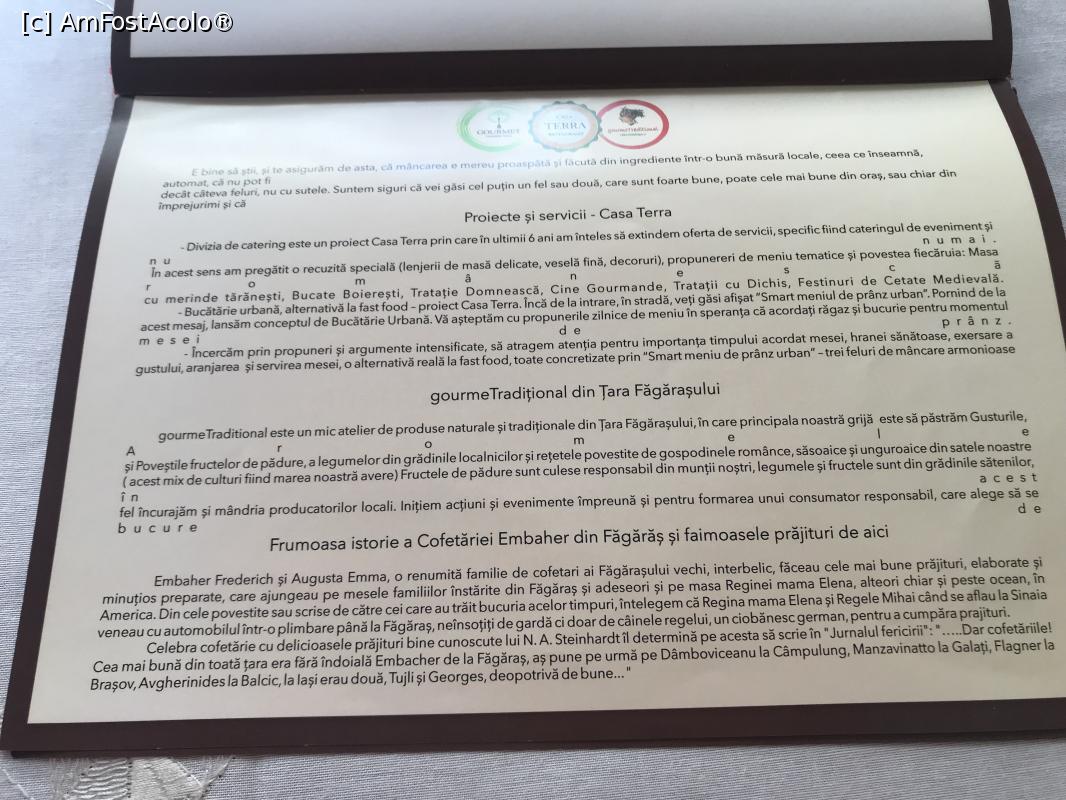 [c] AmFostAcolo®
GOURMET
CASA
TERRA
RESTAURANT
gourmeTraditional
E bine să știi, și te asigurăm de asta, că mâncarea e mereu proaspătă și făcută din ingrediente într-o bună măsură locale, ceea ce înseamnă,
automat, că nu pot fi
decât câteva feluri, nu cu sutele. Suntem siguri că vei găsi cel puțin un fel sau două, care sunt foarte bune, poate cele mai bune din oraș, sau chiar din
împrejurimi și că
Proiecte și servicii - Casa Terra
- Divizia de catering este un proiect Casa Terra prin care în ultimii 6 ani am înteles să extindem oferta de servicii, specific fiind cateringul de eveniment și
n u n u m a i .
În acest sens am pregătit o recuzită specială (lenjerii de masă delicate, veselă fină, decoruri), propunereri de meniu tematice și povestea fiecăruia: Masa
r o m â n e s c ă
cu merinde tărănești, Bucate Boierești, Tratație Domnească, Cine Gourmande, Tratații cu Dichis, Festinuri de Cetate Medievală.
- Bucătărie urbană, alternativă la fast food - proiect Casa Terra. Încă de la intrare, în stradă, veți găsi afișat "Smart meniul de prânz urban". Pornind de la
acest mesaj, lansăm conceptul de Bucătărie Urbană. Vă așteptăm cu propunerile zilnice de meniu în speranța că acordați răgaz și bucurie pentru momentul
m e s e i d e p r â n z .
- Încercăm prin propuneri și argumente intensificate, să atragem atenția pentru importanța timpului acordat mesei, hranei sănătoase, exersare a
gustului, aranjarea și servirea mesei, o alternativă reală la fast food, toate concretizate prin "Smart meniu de prânz urban" – trei feluri de mâncare armonioase
gourmeTradițional din Țara Făgărașului
gourmeTraditional este un mic atelier de produse naturale și tradiționale din Țara Făgărașului, în care principala noastră grijă este să păstrăm Gusturile,
A r o m e l e
și Poveștile fructelor de pădure, a legumelor din grădinile localnicilor și rețetele povestite de gospodinele românce, săsoaice și unguroaice din satele noastre
( acest mix de culturi fiind marea noastră avere) Fructele de pădure sunt culese responsabil din munții noștri, legumele și fructele sunt din grădinile sătenilor,
î n a c e s t
fel încurajăm și mândria producatorilor locali. Inițiem acțiuni și evenimente împreună și pentru formarea unui consumator responsabil, care alege să se
b u c u r e d e
Frumoasa istorie a Cofetăriei Embaher din Făgărăș și faimoasele prăjituri de aici
Embaher Frederich și Augusta Emma, o renumită familie de cofetari ai Făgărașului vechi, interbelic, făceau cele mai bune prăjituri, elaborate și
minuțios preparate, care ajungeau pe mesele familiilor înstărite din Făgăraș și adeseori și pe masa Reginei mama Elena, alteori chiar și peste ocean, în
America. Din cele povestite sau scrise de către cei care au trăit bucuria acelor timpuri, întelegem că Regina mama Elena și Regele Mihai când se aflau la Sinaia
veneau cu automobilul într-o plimbare până la Făgăraș, neînsoțiți de gardă ci doar de câinele regelui, un ciobănesc german, pentru a cumpăra prajituri.
Celebra cofetărie cu delicioasele prăjituri bine cunoscute lui N. A. Steinhardt îl determină pe acesta să scrie în "Jurnalul fericirii": ".....Dar cofetăriile!
Cea mai bună din toată țara era fără îndoială Embacher de la Făgăraș, aș pune pe urmă pe Dâmboviceanu la Câmpulung, Manzavinatto la Galați, Flagner la
Brașov, Avgherinides la Balcic, la Iași erau două, Tujli și Georges, deopotrivă de bune... "